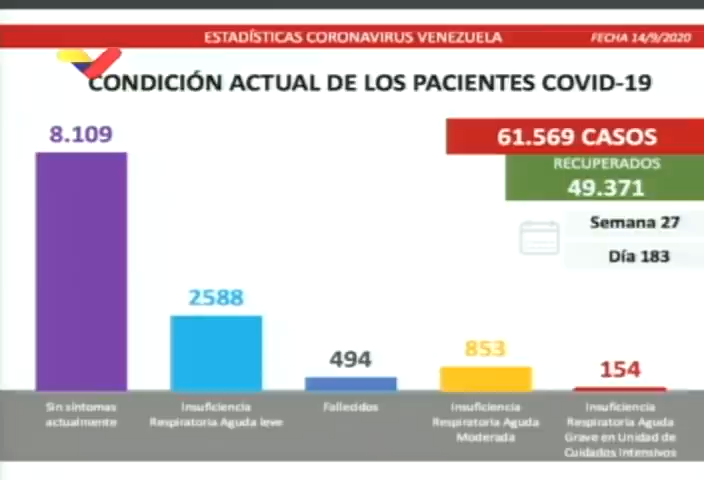 ESTADÍSTICAS CORONAVIRUS VENEZUELA
FECHA 14/9/2020
CONDICIÓN ACTUAL DE LOS PACIENTES COVID-19
61.569 CASOS
RECUPERADOS
49.371
Semana 27
Día 183
8.109
2588
494
853
154
Sin síntomas
actualmente
Insuficiencia
Respiratoria Aguda leve
Fallecidos
Insuficiencia
Respiratoria Aguda
Moderada
Insuficiencia
Respiratoria Aguda
Grave en Unidad de
Cuidados Intensivos